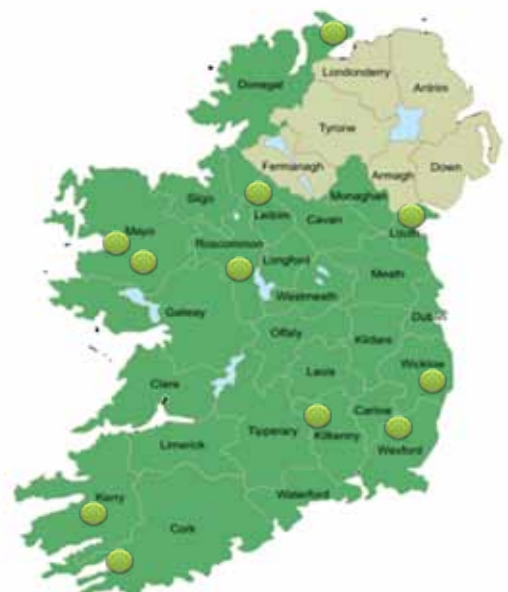 Londonderry
Antrim
Donegal
Tyrone
Fermanagh
Armagh
Down
Monaghan
Sligo
Leitrim
Cavan
Louth
Mayo
Roscommon
Longford
Meath
Westmeath
Galway
Offaly
Kildare
Wicklow
Laois
Clare
Carlow
Tipperary
Kilkenny
Limerick
Wexford
Waterford
Kerry
Cork